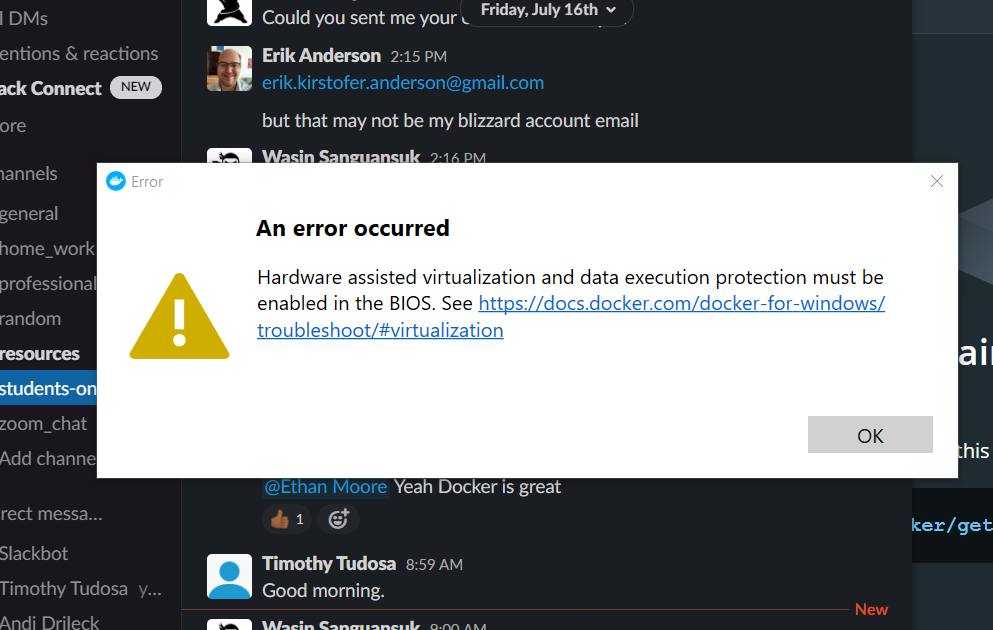 l DMs
entions & reactions
ack Connect NEW
ore
annels
general
home_work
professional
random
resources
students-on
zoom_chat
Add channe
rect messa...
Slackbot
Timothy Tudosa y...
Andi Drileck
Could you sent me your
Friday, July 16th
Erik Anderson 2:15 PM
erik.kirstofer.anderson@gmail.com
but that may not be my blizzard account email
Wasin Sanguansuk 2:16 PM
Error
An error occurred
Hardware assisted virtualization and data execution protection must be
enabled in the BIOS. See https://docs.docker.com/docker-for-windows/
troubleshoot/#virtualization
OK
@Ethan Moore Yeah Docker is great
1
Timothy Tudosa 8:59 AM
Good morning.
New
Wasin Sanguansuk 9:00 AM
ain
this
ker/get